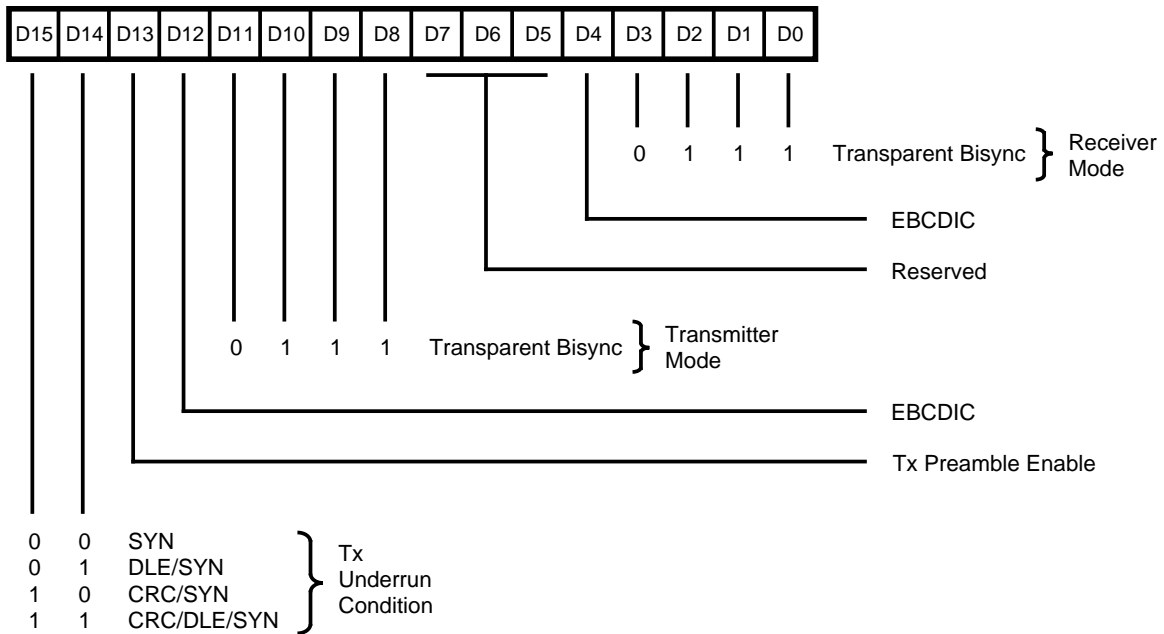 D15 D14 D13 D12 D11 D10 D9 D8 D7 D6 D5 D4 D3 D2 D1 D0
0 1 1 1 Transparent Bisync Receiver
Mode
EBCDIC
Reserved
0 1 1 1 Transparent Bisync Transmitter
Mode
EBCDIC
Tx Preamble Enable
0 0 SYN
0 1 DLE/SYN
1 0 CRC/SYN
1 1 CRC/DLE/SYN
Tx
Underrun
Condition